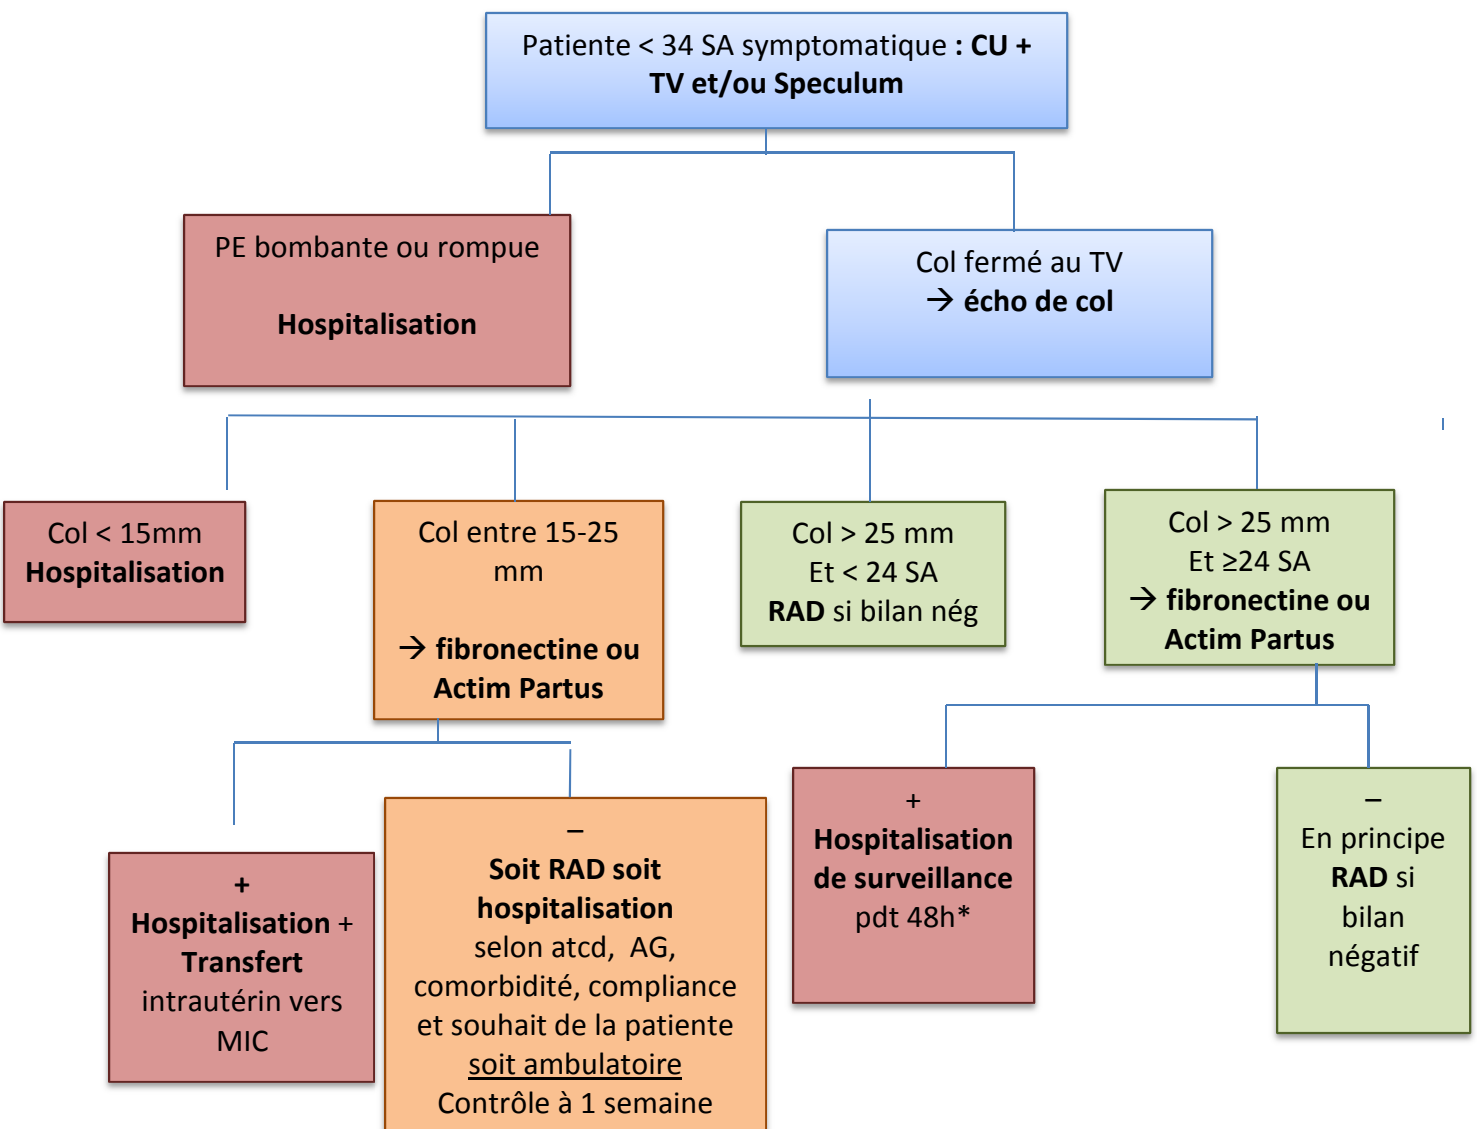 Patiente < 34 SA symptomatique : CU +
TV et/ou Speculum
PE bombante ou rompue
Hospitalisation
Col fermé au TV
→ écho de col
Col < 15mm
Hospitalisation
Col entre 15-25
mm
→ fibronectine ou
Actim Partus
Col > 25 mm
Et < 24 SA
RAD si bilan nég
Col > 25 mm
Et ≥24 SA
→ fibronectine ou
Actim Partus
+
Hospitalisation +
Transfert
intrautérin vers
MIC
–
Soit RAD soit
hospitalisation
selon atcd, AG,
comorbidité, compliance
et souhait de la patiente
soit ambulatoire
Contrôle à 1 semaine
+
Hospitalisation
de surveillance
pdt 48h*
–
En principe
RAD si
bilan
négatif